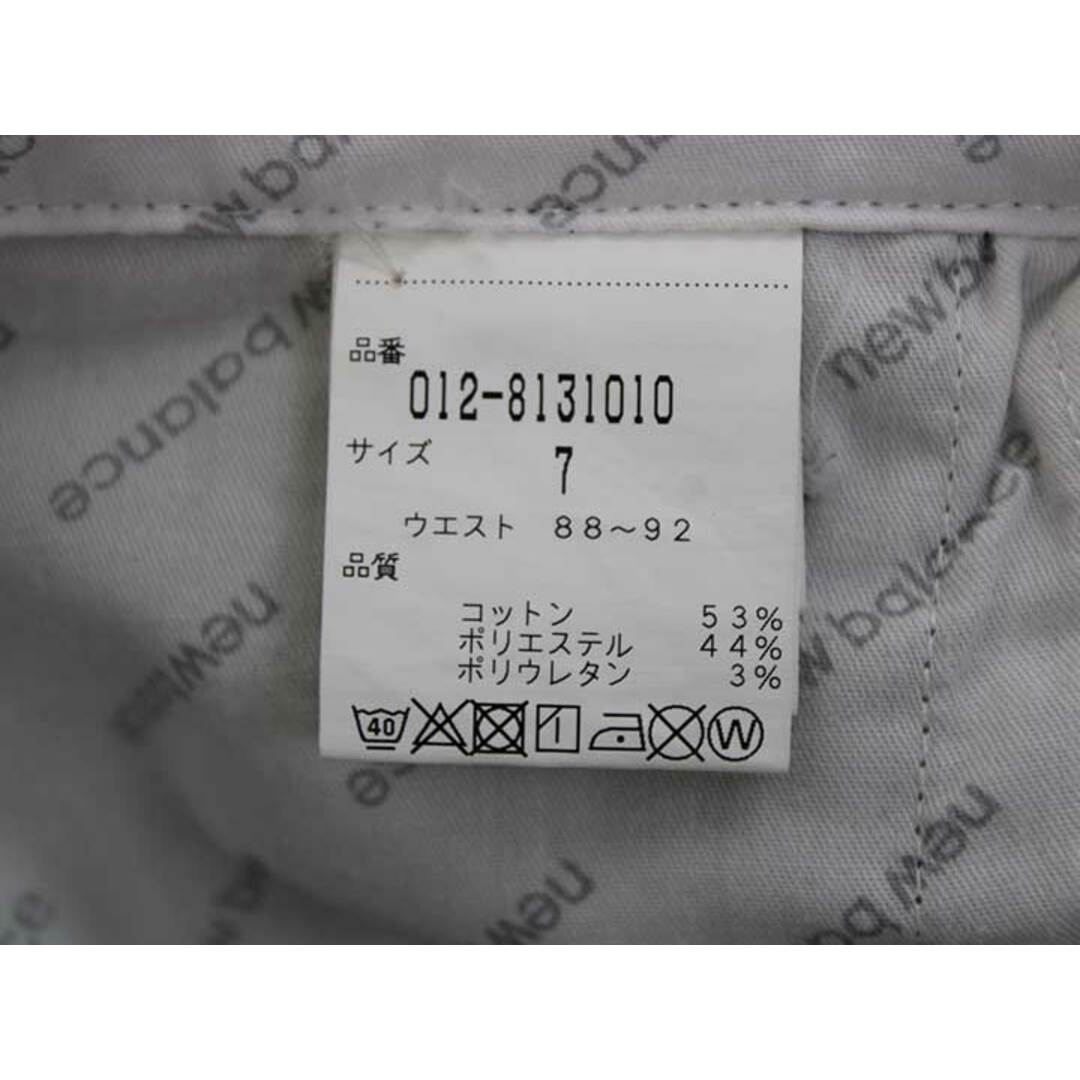 new balance
品番
012-8131010
サイズ 7
ウエスト 88～92
品質
コットン 53%
ポリエステル 44%
ポリウレタン 3%
40 W
balance
new balance
new
new
new ba